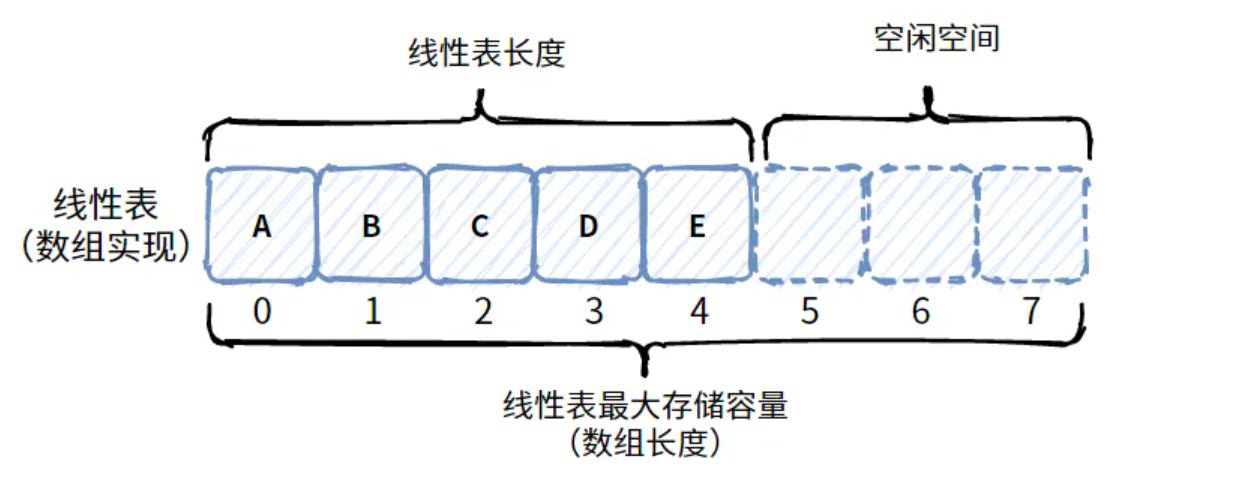 线性表长度
空闲空间
线性表
（数组实现）
A B C D E
0 1 2 3 4 5 6 7
线性表最大存储容量
（数组长度）